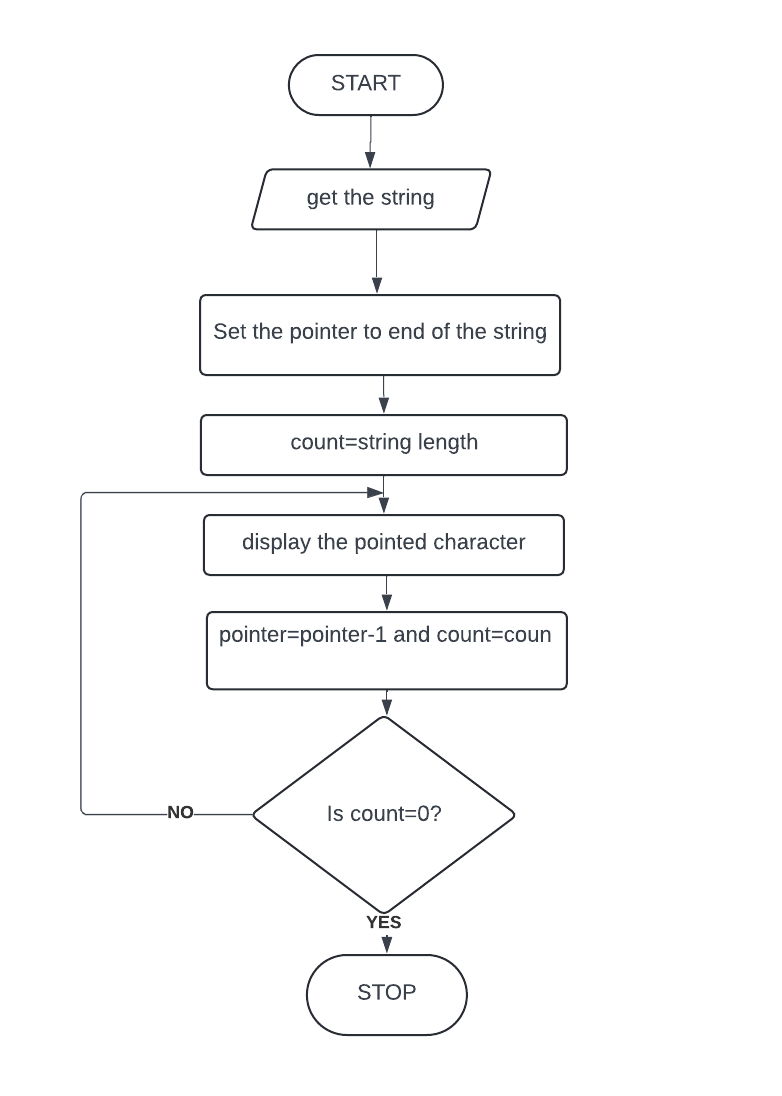 START
get the string
Set the pointer to end of the string
count=string length
display the pointed character
pointer=pointer-1 and count=coun
Is count=0?
NO
YES
STOP